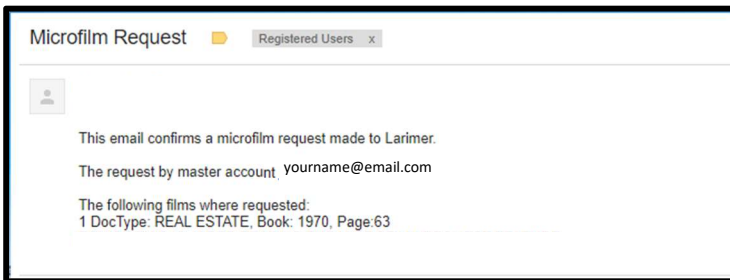 Microfilm Request
Registered Users x
This email confirms a microfilm request made to Larimer.
The request by master account yourname@email.com
The following films where requested:
1 DocType: REAL ESTATE, Book: 1970, Page:63